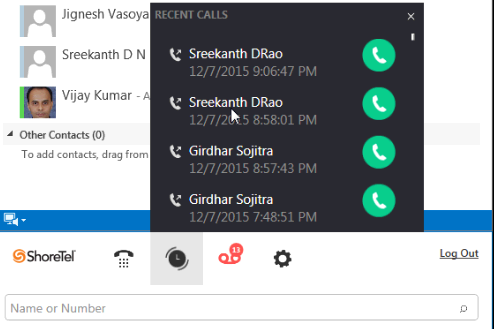 Jignesh Vasoya
Sreekanth D N
Vijay Kumar - A
Other Contacts (0)
To add contacts, drag from
RECENT CALLS
Sreekanth DRao
12/7/2015 9:06:47 PM
Sreekanth DRao
12/7/2015 8:58:01 PM
Girdhar Sojitra
12/7/2015 8:57:43 PM
Girdhar Sojitra
12/7/2015 7:48:51 PM
ShoreTel
13
Log Out
Name or Number